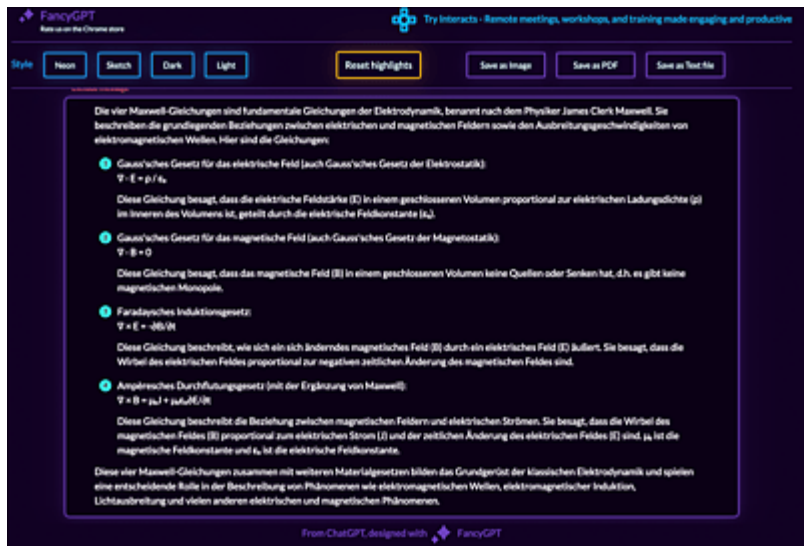 FancyGPT
Rate us on the Chrome store
Try Interacts - Remote meetings, workshops, and training made engaging and productive
Style Neon Sketch Dark Light Reset highlights Save as Image Save as PDF Save as Text file
Die vier Maxwell-Gleichungen sind fundamentale Gleichungen der Elektrodynamik, benannt nach dem Physiker James Clerk Maxwell. Sie
beschreiben die grundlegenden Beziehungen zwischen elektrischen und magnetischen Feldern sowie den Ausbreitungsgeschwindigkeiten von
elektromagnetischen Wellen. Hier sind die Gleichungen:
1 Gauss'sches Gesetz für das elektrische Feld (auch Gauss'sches Gesetz der Elektrostatik):
∇ · E = ρ / ε₀
Diese Gleichung besagt, dass die elektrische Feldstärke (E) in einem geschlossenen Volumen proportional zur elektrischen Ladungsdichte (ρ)
im Inneren des Volumens ist, geteilt durch die elektrische Feldkonstante (ε₀).
2 Gauss'sches Gesetz für das magnetische Feld (auch Gauss'sches Gesetz der Magnetostatik):
∇ · B = 0
Diese Gleichung besagt, dass das magnetische Feld (B) in einem geschlossenen Volumen keine Quellen oder Senken hat, d.h. es gibt keine
magnetischen Monopole.
3 Faradaysches Induktionsgesetz:
∇ × E = -∂B/∂t
Diese Gleichung beschreibt, wie sich ein sich änderndes magnetisches Feld (B) durch ein elektrisches Feld (E) äußert. Sie besagt, dass die
Wirbel des elektrischen Feldes proportional zur negativen zeitlichen Änderung des magnetischen Feldes sind.
4 Ampèresches Durchflutungsgesetz (mit der Ergänzung von Maxwell):
∇ × B = μ₀J + μ₀ε₀∂E/∂t
Diese Gleichung beschreibt die Beziehung zwischen magnetischen Feldern und elektrischen Strömen. Sie besagt, dass die Wirbel des
magnetischen Feldes (B) proportional zum elektrischen Strom (J) und der zeitlichen Änderung des elektrischen Feldes (E) sind. μ₀ ist die
magnetische Feldkonstante und ε₀ ist die elektrische Feldkonstante.
Diese vier Maxwell-Gleichungen zusammen mit weiteren Materialgesetzen bilden das Grundgerüst der klassischen Elektrodynamik und spielen
eine entscheidende Rolle in der Beschreibung von Phänomenen wie elektromagnetischen Wellen, elektromagnetischer Induktion,
Lichtausbreitung und vielen anderen elektrischen und magnetischen Phänomenen.
From ChatGPT, designed with FancyGPT